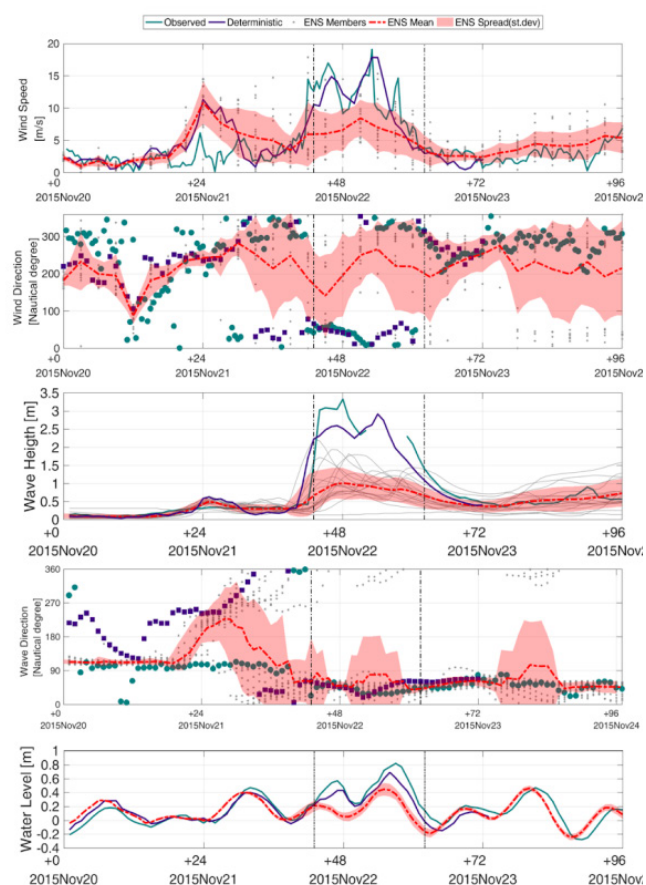 Observed Deterministic ENS Members ENS Mean ENS Spread(st.dev)
20
15
10
5
0
Wind Speed
[m/s]
+0 +24 +48 +72 +96
2015Nov20 2015Nov21 2015Nov22 2015Nov23 2015Nov2
300
200
100
0
Wind Direction
[Nautical degree]
+0 +24 +48 +72 +96
2015Nov20 2015Nov21 2015Nov22 2015Nov23 2015Nov2
3.5
3
2.5
2
1.5
1
0.5
0
Wave Heigth [m]
+0 +24 +48 +72 +96
2015Nov20 2015Nov21 2015Nov22 2015Nov23 2015Nov2
360
270
180
90
0
Wave Direction
[Nautical degree]
+0 +24 +48 +72 +96
2015Nov20 2015Nov21 2015Nov22 2015Nov23 2015Nov24
0.8
0.6
0.4
0.2
0
-0.2
-0.4
Water Level [m]
+0 +24 +48 +72 +96
2015Nov20 2015Nov21 2015Nov22 2015Nov23 2015Nov2